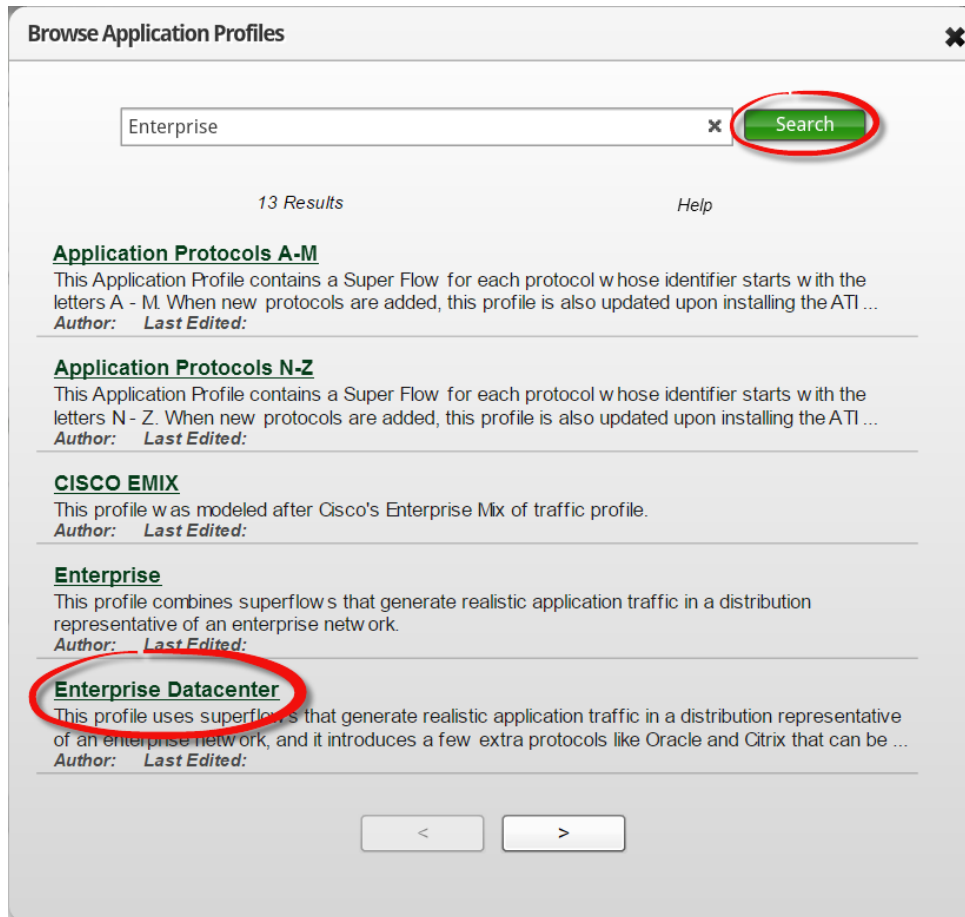 Browse Application Profiles
Enterprise
Search
13 Results
Help
Application Protocols A-M
This Application Profile contains a Super Flow for each protocol whose identifier starts with the
letters A - M. When new protocols are added, this profile is also updated upon installing the ATI ...
Author: Last Edited:
Application Protocols N-Z
This Application Profile contains a Super Flow for each protocol whose identifier starts with the
letters N - Z. When new protocols are added, this profile is also updated upon installing the ATI ...
Author: Last Edited:
CISCO EMIX
This profile was modeled after Cisco's Enterprise Mix of traffic profile.
Author: Last Edited:
Enterprise
This profile combines superflows that generate realistic application traffic in a distribution
representative of an enterprise network.
Author: Last Edited:
Enterprise Datacenter
This profile uses superflows that generate realistic application traffic in a distribution representative
of an enterprise network, and it introduces a few extra protocols like Oracle and Citrix that can be ...
Author: Last Edited:
< >